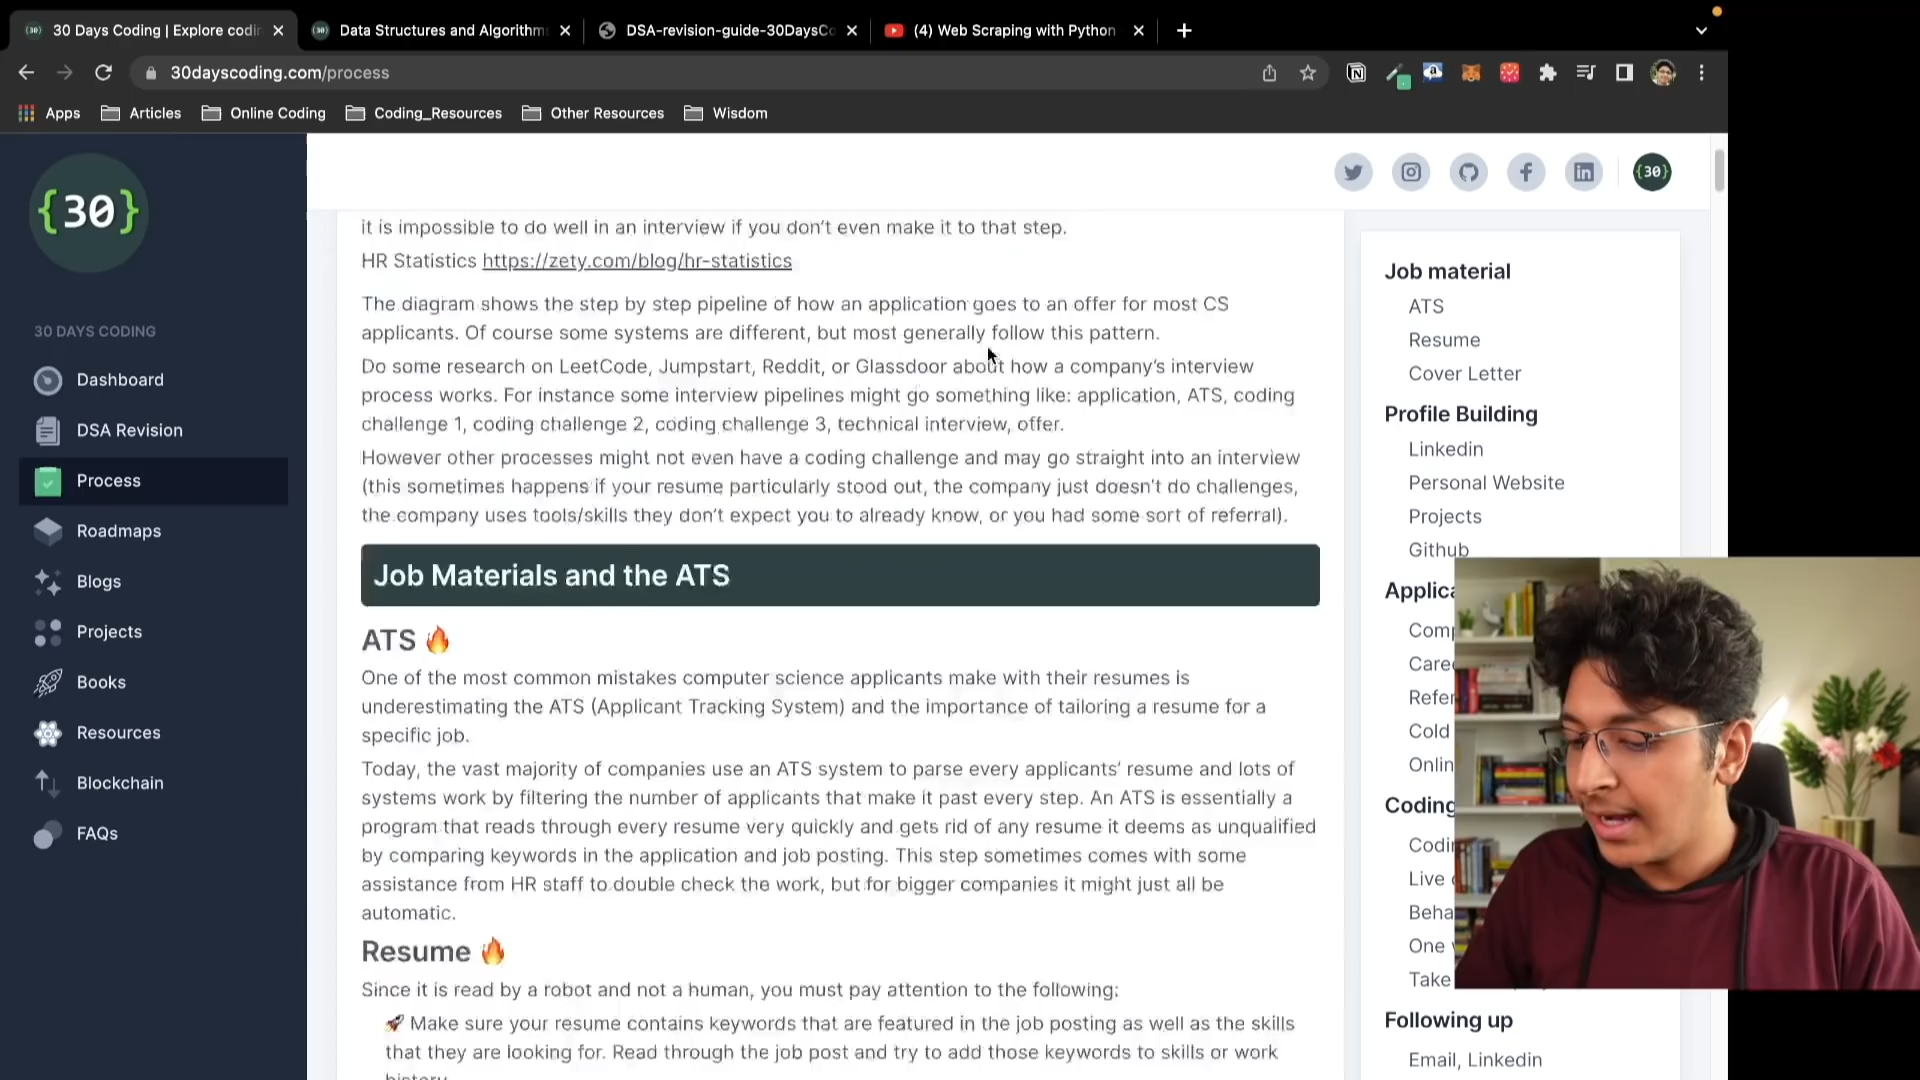 30 Days Coding | Explore codin
Data Structures and Algorithm
DSA-revision-guide-30DaysCo
(4) Web Scraping with Python
30dayscoding.com/process
Apps
Articles
Online Coding
Coding_Resources
Other Resources
Wisdom
{30}
30 DAYS CODING
Dashboard
DSA Revision
Process
Roadmaps
Blogs
Projects
Books
Resources
Blockchain
FAQs
{30}
it is impossible to do well in an interview if you don’t even make it to that step.
HR Statistics https://zety.com/blog/hr-statistics
The diagram shows the step by step pipeline of how an application goes to an offer for most CS
applicants. Of course some systems are different, but most generally follow this pattern.
Do some research on LeetCode, Jumpstart, Reddit, or Glassdoor about how a company’s interview
process works. For instance some interview pipelines might go something like: application, ATS, coding
challenge 1, coding challenge 2, coding challenge 3, technical interview, offer.
However other processes might not even have a coding challenge and may go straight into an interview
(this sometimes happens if your resume particularly stood out, the company just doesn’t do challenges,
the company uses tools/skills they don’t expect you to already know, or you had some sort of referral).
Job Materials and the ATS
ATS 🔥
One of the most common mistakes computer science applicants make with their resumes is
underestimating the ATS (Applicant Tracking System) and the importance of tailoring a resume for a
specific job.
Today, the vast majority of companies use an ATS system to parse every applicants’ resume and lots of
systems work by filtering the number of applicants that make it past every step. An ATS is essentially a
program that reads through every resume very quickly and gets rid of any resume it deems as unqualified
by comparing keywords in the application and job posting. This step sometimes comes with some
assistance from HR staff to double check the work, but for bigger companies it might just all be
automatic.
Resume 🔥
Since it is read by a robot and not a human, you must pay attention to the following:
🚀 Make sure your resume contains keywords that are featured in the job posting as well as the skills
that they are looking for. Read through the job post and try to add those keywords to skills or work
history
Job material
ATS
Resume
Cover Letter
Profile Building
Linkedin
Personal Website
Projects
Github
Applica
Comp
Caree
Refer
Cold
Onlin
Coding
Codin
Live
Beha
One
Take
Following up
Email, Linkedin